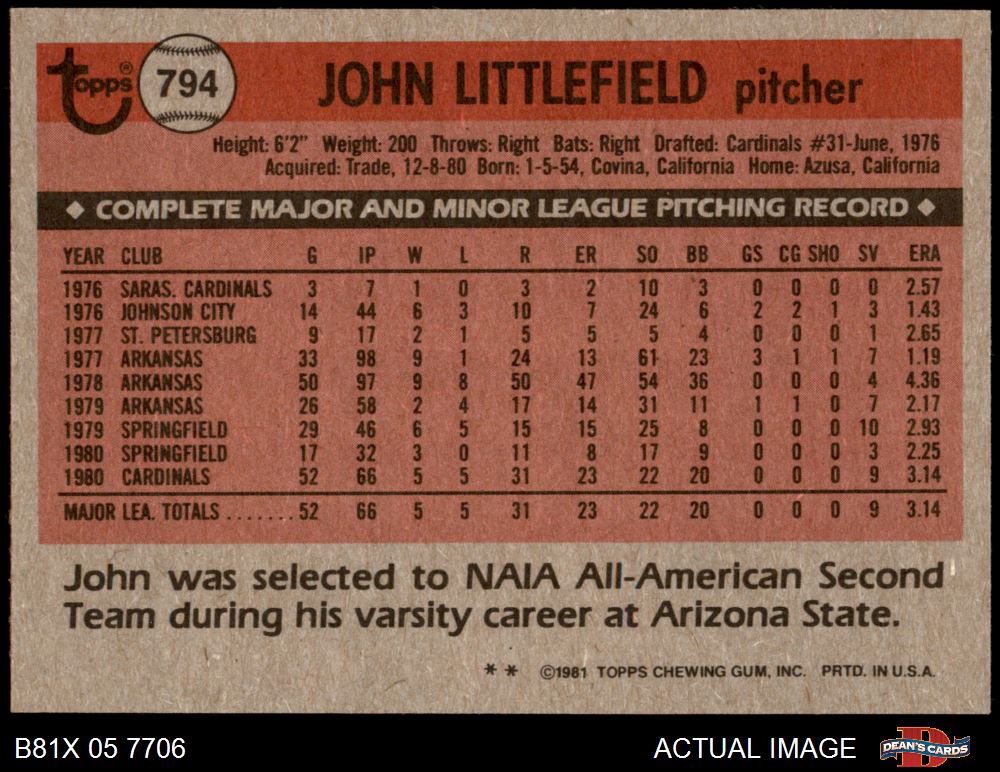 Topps® 794 JOHN LITTLEFIELD pitcher
Height: 6'2" Weight: 200 Throws: Right Bats: Right Drafted: Cardinals #31-June, 1976
Acquired: Trade, 12-8-80 Born: 1-5-54, Covina, California Home: Azusa, California
◆ COMPLETE MAJOR AND MINOR LEAGUE PITCHING RECORD ◆
YEAR CLUB G IP W L R ER SO BB GS CG SHO SV ERA
1976 SARAS. CARDINALS 3 7 1 0 3 2 10 3 0 0 0 0 2.57
1976 JOHNSON CITY 14 44 6 3 10 7 24 6 2 2 1 3 1.43
1977 ST. PETERSBURG 9 17 2 1 5 5 5 4 0 0 0 1 2.65
1977 ARKANSAS 33 98 9 1 24 13 61 23 3 1 1 7 1.19
1978 ARKANSAS 50 97 9 8 50 47 54 36 0 0 0 4 4.36
1979 ARKANSAS 26 58 2 4 17 14 31 11 1 1 0 7 2.17
1979 SPRINGFIELD 29 46 6 5 15 15 25 8 0 0 0 10 2.93
1980 SPRINGFIELD 17 32 3 0 11 8 17 9 0 0 0 3 2.25
1980 CARDINALS 52 66 5 5 31 23 22 20 0 0 0 9 3.14
MAJOR LEA. TOTALS ....... 52 66 5 5 31 23 22 20 0 0 0 9 3.14
John was selected to NAIA All-American Second
Team during his varsity career at Arizona State.
* * ©1981 TOPPS CHEWING GUM, INC. PRTD. IN U.S.A.
B81X 05 7706 ACTUAL IMAGE DEAN'S CARDS